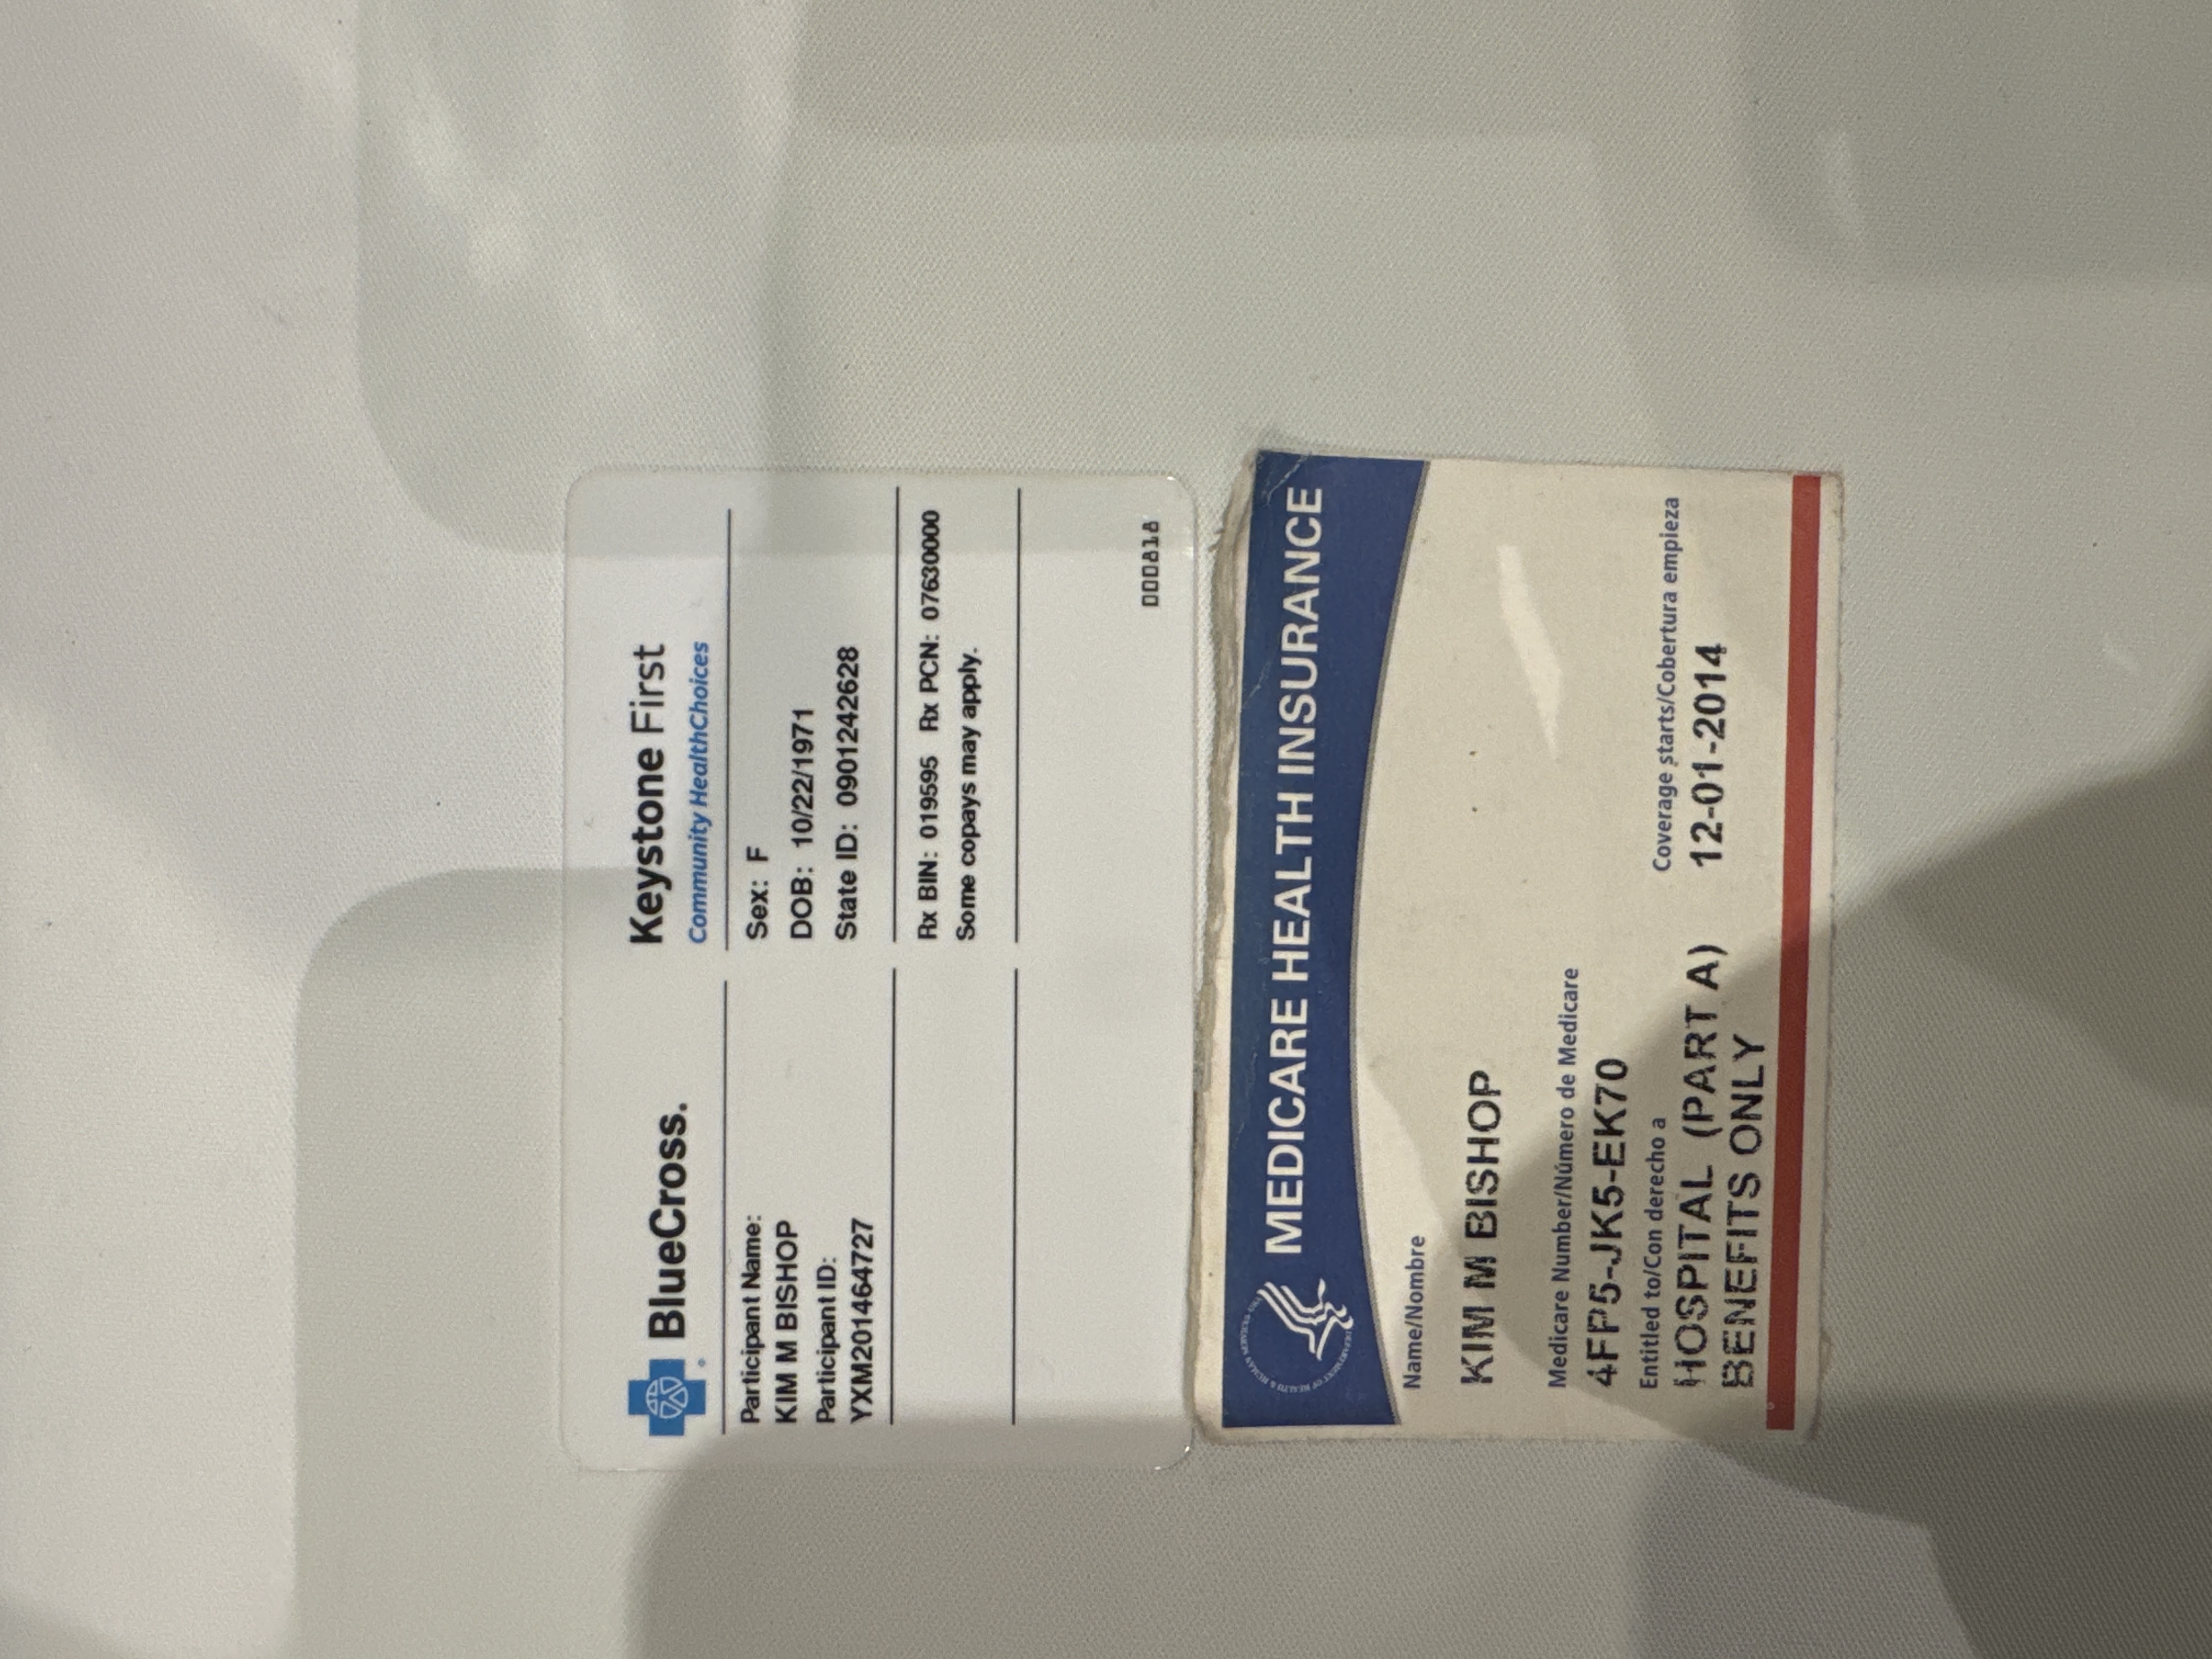 BlueCross.
Keystone First
Community HealthChoices
Participant Name:
KIM M BISHOP
Participant ID:
YXM201464727
Sex: F
DOB: 10/22/1971
State ID: 0901242628
Rx BIN: 019595 Rx PCN: 07630000
Some copays may apply.
000818
MEDICARE HEALTH INSURANCE
Name/Nombre
KIM M BISHOP
Medicare Number/Número de Medicare
4FP5-JK5-EK70
Entitled to/Con derecho a
HOSPITAL (PART A)
BENEFITS ONLY
Coverage starts/Cobertura empieza
12-01-2014